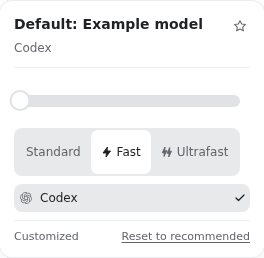 Default: Example model
Codex
Standard
Fast
Ultrafast
Codex
Customized
Reset to recommended